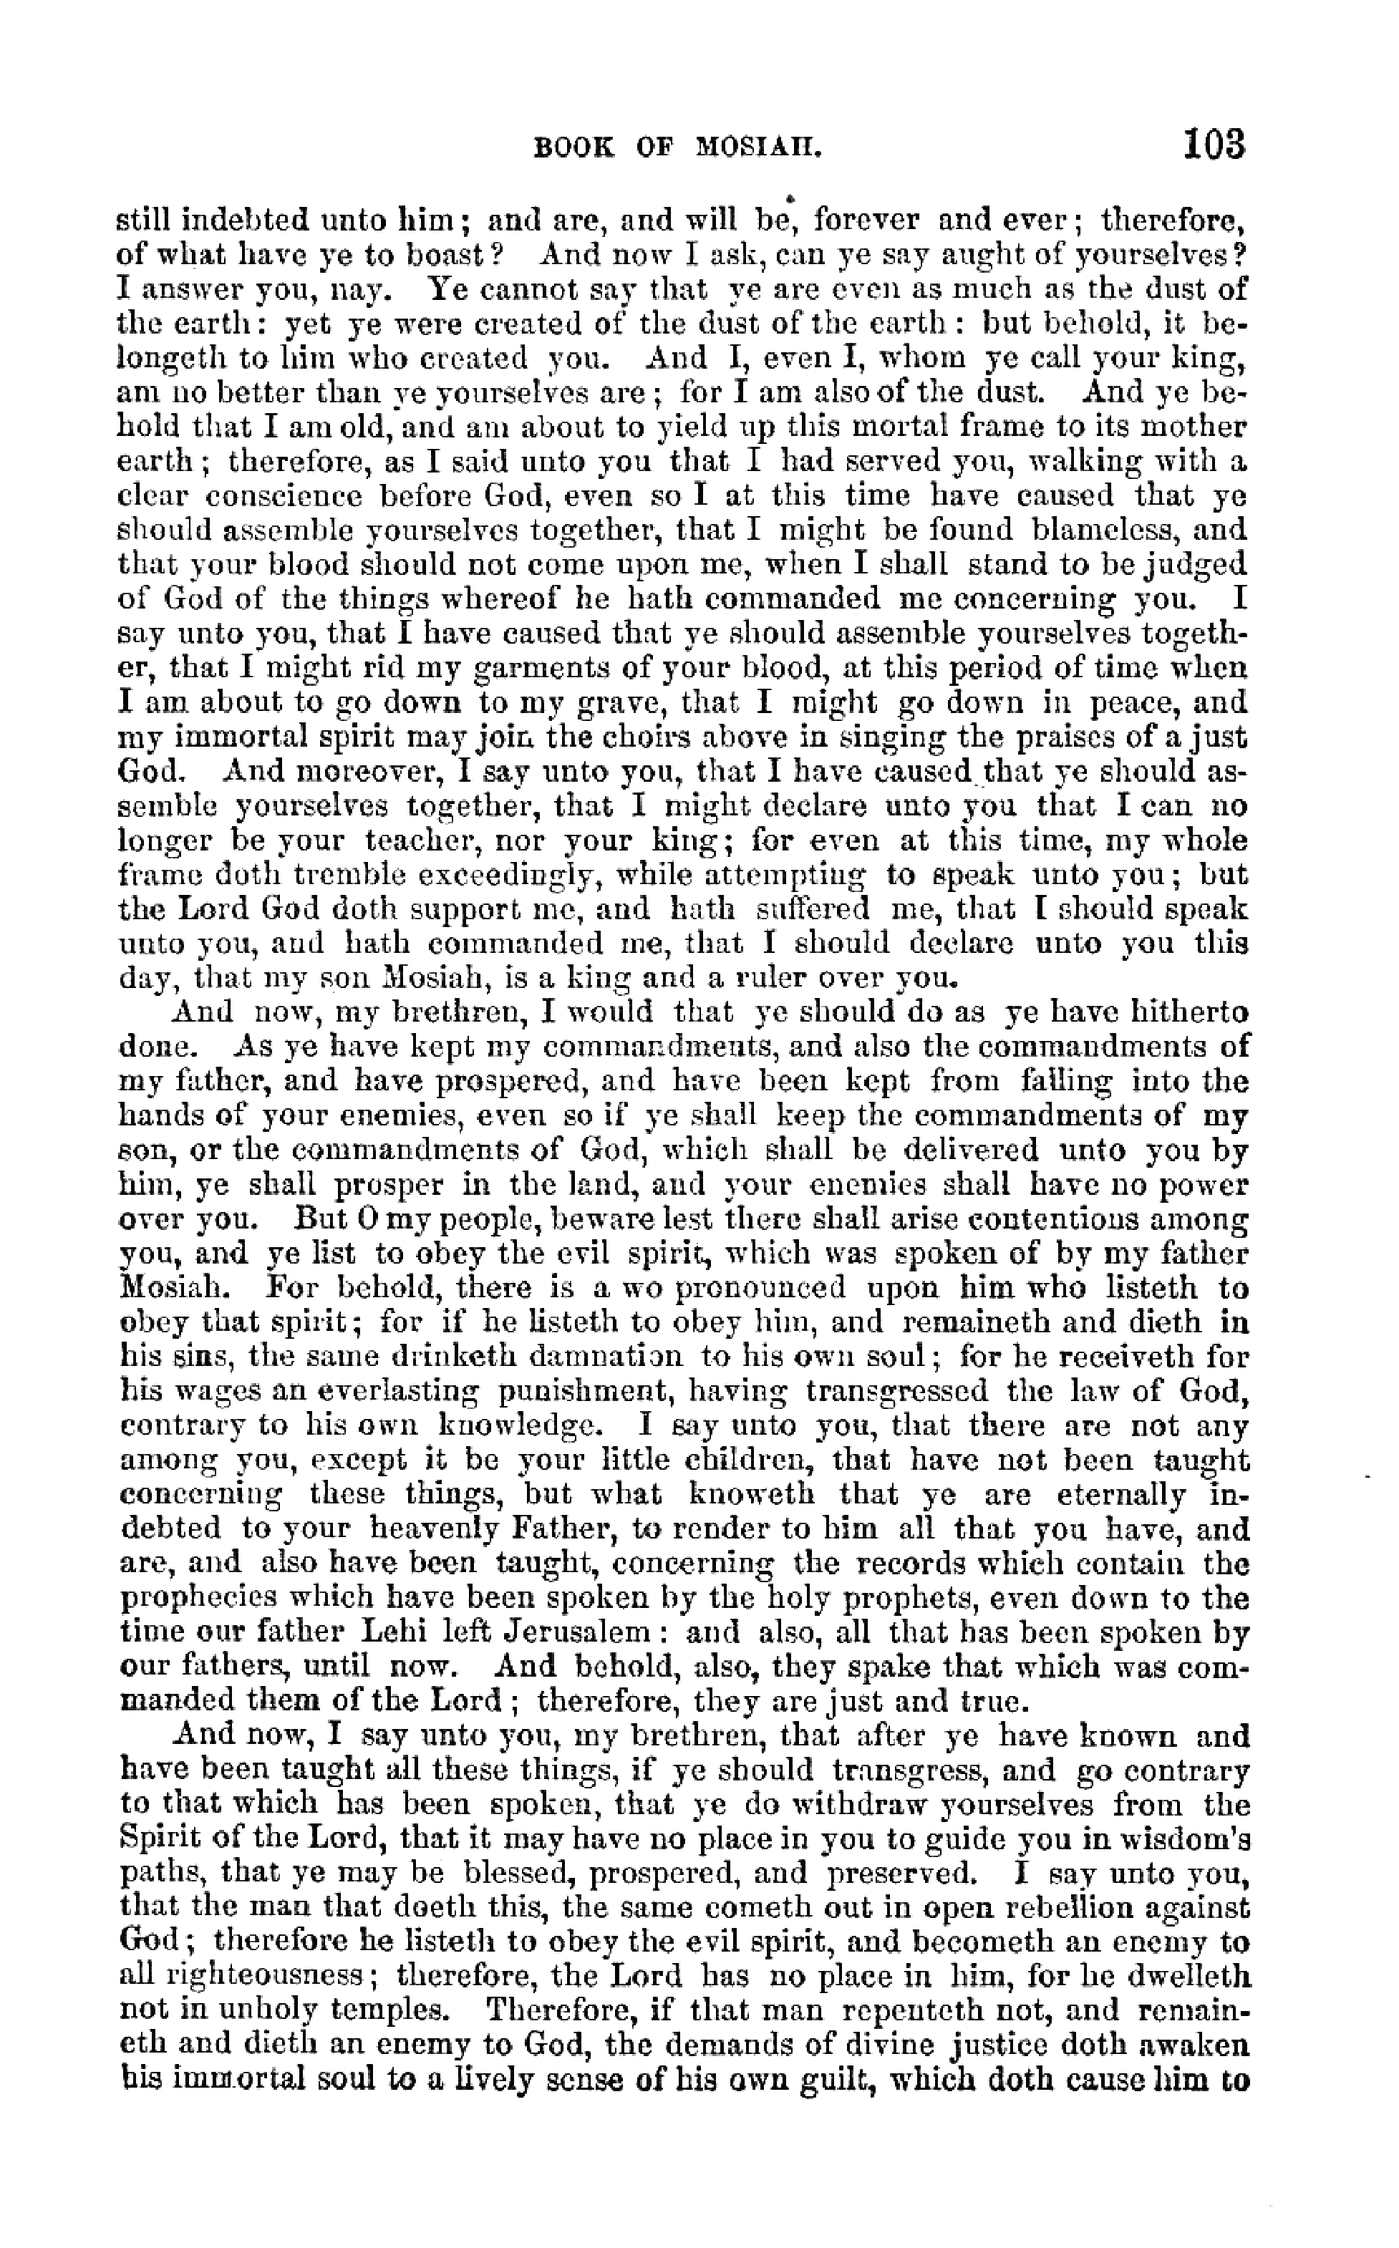 BOOK OF MOSIAH. 103
still indebted unto him; and are, and will be, forever and ever; therefore,
of what have ye to boast? And now I ask, can ye say aught of yourselves?
I answer you, nay. Ye cannot say that ye are even as much as the dust of
the earth: yet ye were created of the dust of the earth: but behold, it be-
longeth to him who created you. And I, even I, whom ye call your king,
am no better than ye yourselves are; for I am also of the dust. And ye be-
hold that I am old, and am about to yield up this mortal frame to its mother
earth; therefore, as I said unto you that I had served you, walking with a
clear conscience before God, even so I at this time have caused that ye
should assemble yourselves together, that I might be found blameless, and
that your blood should not come upon me, when I shall stand to be judged
of God of the things whereof he hath commanded me concerning you. I
say unto you, that I have caused that ye should assemble yourselves togeth-
er, that I might rid my garments of your blood, at this period of time when
I am about to go down to my grave, that I might go down in peace, and
my immortal spirit may join the choirs above in singing the praises of a just
God. And moreover, I say unto you, that I have caused that ye should as-
semble yourselves together, that I might declare unto you that I can no
longer be your teacher, nor your king; for even at this time, my whole
frame doth tremble exceedingly, while attempting to speak unto you; but
the Lord God doth support me, and hath suffered me, that I should speak
unto you, and hath commanded me, that I should declare unto you this
day, that my son Mosiah, is a king and a ruler over you.
And now, my brethren, I would that ye should do as ye have hitherto
done. As ye have kept my commandments, and also the commandments of
my father, and have prospered, and have been kept from falling into the
hands of your enemies, even so if ye shall keep the commandments of my
son, or the commandments of God, which shall be delivered unto you by
him, ye shall prosper in the land, and your enemies shall have no power
over you. But O my people, beware lest there shall arise contentions among
you, and ye list to obey the evil spirit, which was spoken of by my father
Mosiah. For behold, there is a wo pronounced upon him who listeth to
obey that spirit; for if he listeth to obey him, and remaineth and dieth in
his sins, the same drinketh damnation to his own soul; for he receiveth for
his wages an everlasting punishment, having transgressed the law of God,
contrary to his own knowledge. I say unto you, that there are not any
among you, except it be your little children, that have not been taught
concerning these things, but what knoweth that ye are eternally in-
debted to your heavenly Father, to render to him all that you have, and
are, and also have been taught, concerning the records which contain the
prophecies which have been spoken by the holy prophets, even down to the
time our father Lehi left Jerusalem: and also, all that has been spoken by
our fathers, until now. And behold, also, they spake that which was com-
manded them of the Lord; therefore, they are just and true.
And now, I say unto you, my brethren, that after ye have known and
have been taught all these things, if ye should transgress, and go contrary
to that which has been spoken, that ye do withdraw yourselves from the
Spirit of the Lord, that it may have no place in you to guide you in wisdom's
paths, that ye may be blessed, prospered, and preserved. I say unto you,
that the man that doeth this, the same cometh out in open rebellion against
God; therefore he listeth to obey the evil spirit, and becometh an enemy to
all righteousness; therefore, the Lord has no place in him, for he dwelleth
not in unholy temples. Therefore, if that man repenteth not, and remain-
eth and dieth an enemy to God, the demands of divine justice doth awaken
his immortal soul to a lively sense of his own guilt, which doth cause him to